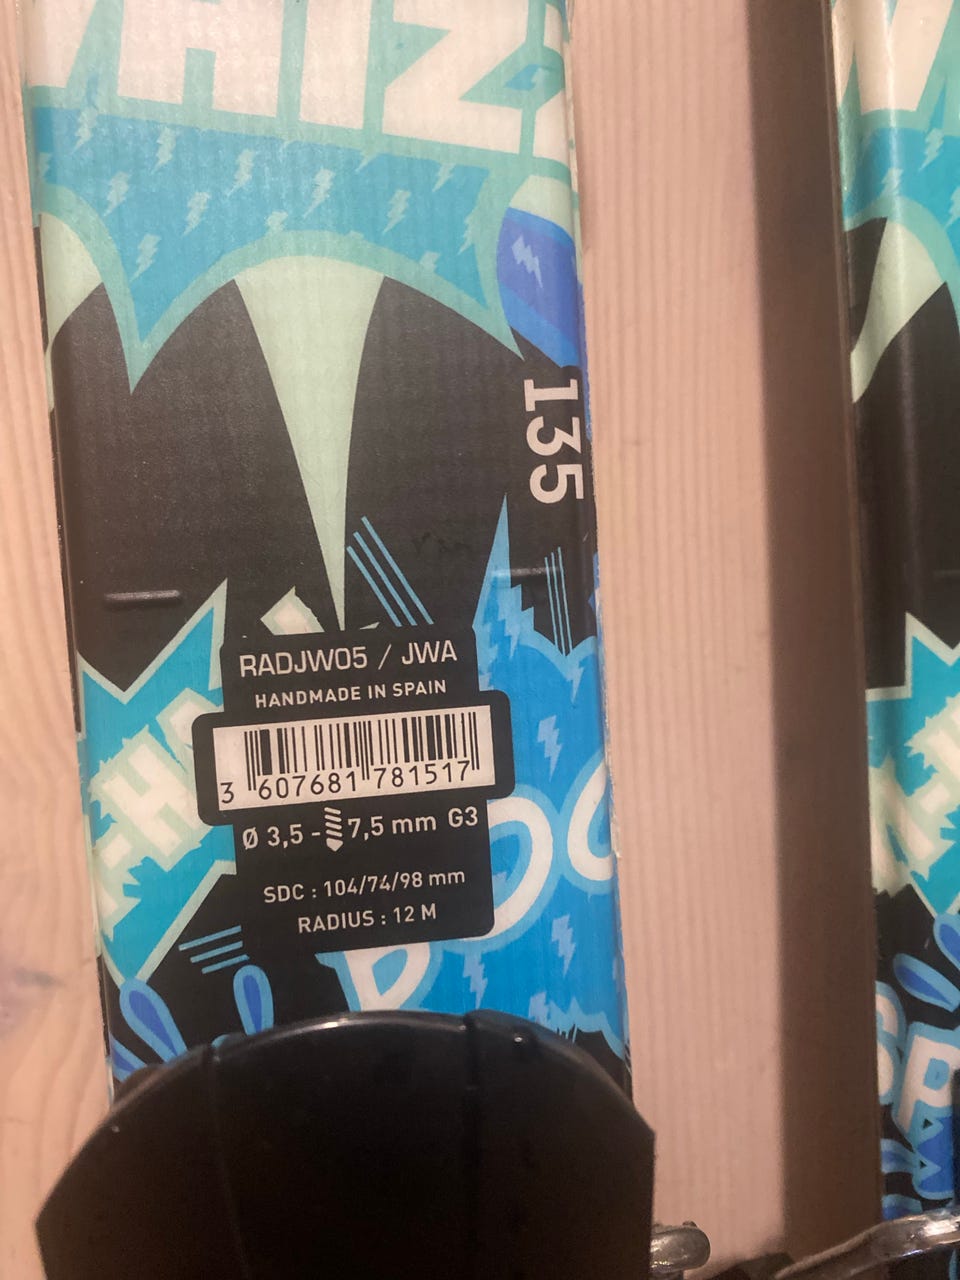 WHIZZ
135
RADJW05 / JWA
HANDMADE IN SPAIN
3 607681 781517
Ø 3,5 - 7,5 mm G3
SDC : 104/74/98 mm
RADIUS : 12 M